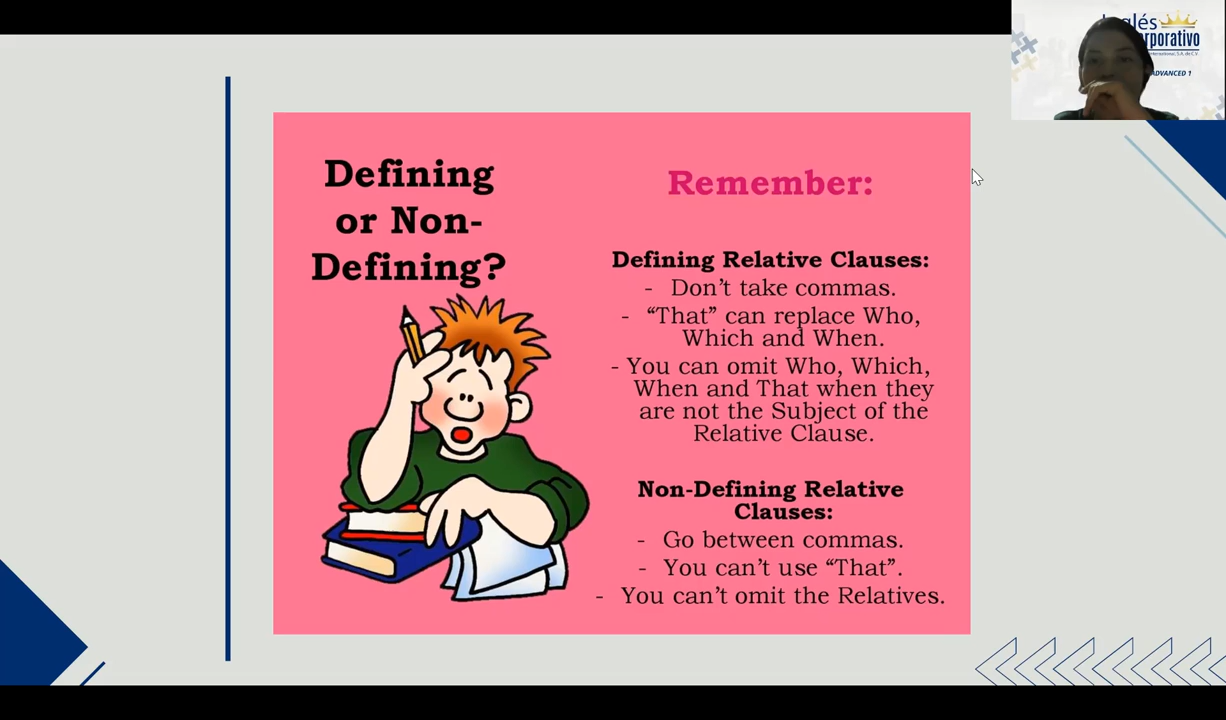 Defining
or Non-
Defining?
Remember:
Defining Relative Clauses:
- Don’t take commas.
- “That” can replace Who,
Which and When.
- You can omit Who, Which,
When and That when they
are not the Subject of the
Relative Clause.
Non-Defining Relative
Clauses:
- Go between commas.
- You can’t use “That”.
- You can’t omit the Relatives.
ADVANCED 1